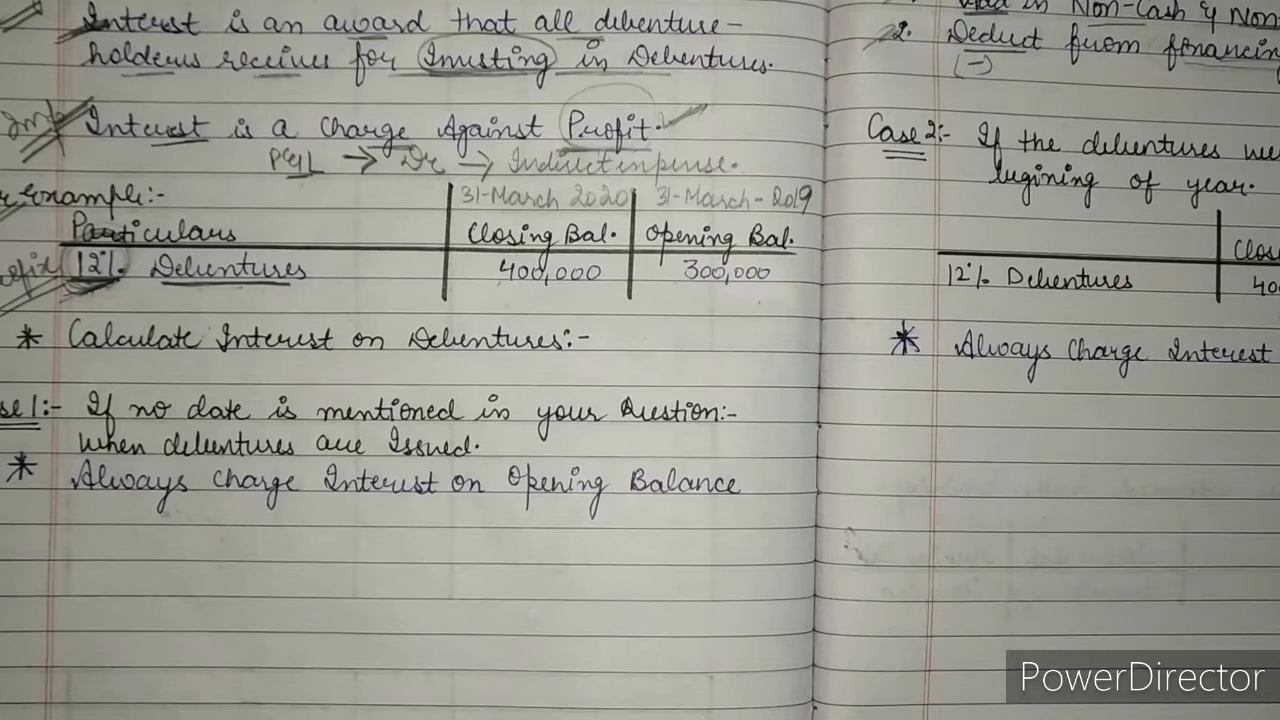 Interest is an award that all debenture-
holders receives for Investing in Debentures.
Interest is a charge Against Profit.
P&L → Dr → Indirect expense.
Example:-
31-March 2020 31-March-2019
Particulars Closing Bal. Opening Bal.
12% Debentures 400,000 300,000
* Calculate Interest on Debentures:-
se 1:- If no date is mentioned in your Question:-
when debentures are Issued.
* Always charge Interest on Opening Balance
in Non-Cash & Non-
2. Deduct from financin
(-)
Case 2:- If the debentures we
begining of year.
Clos
12% Debentures 40
* Always Charge Interest
PowerDirector